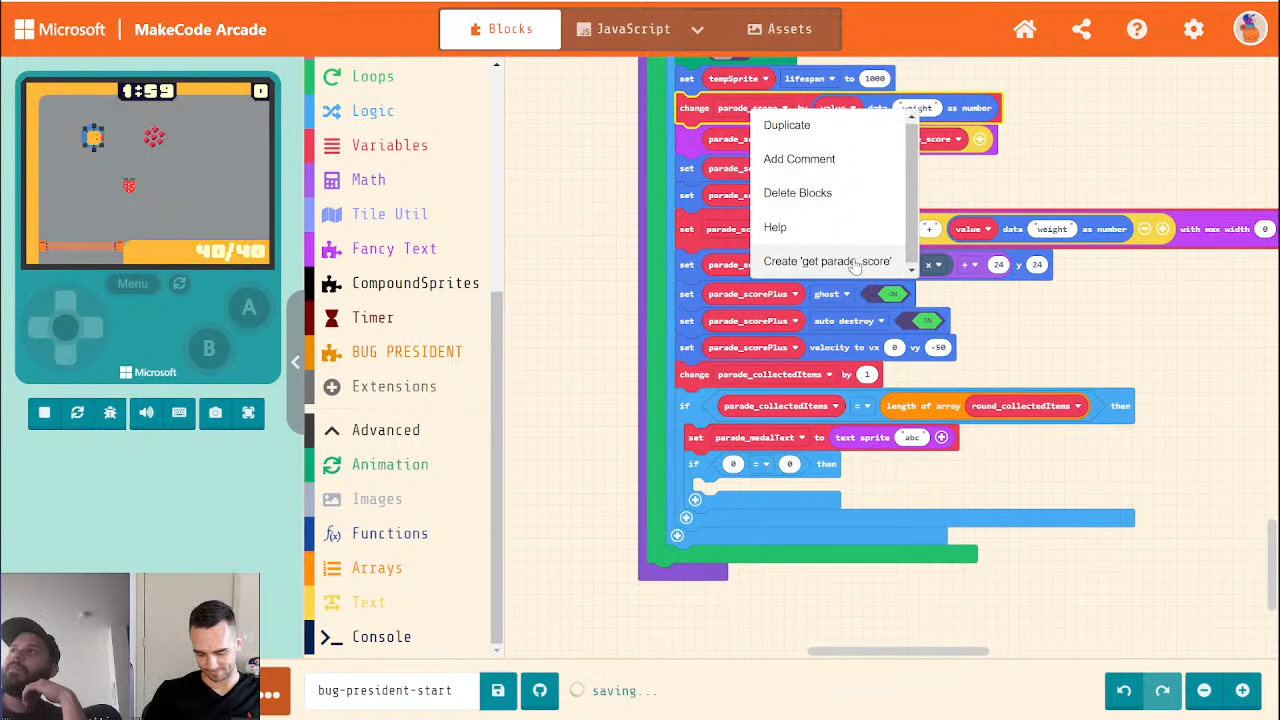 Microsoft | MakeCode Arcade
Blocks
JavaScript
Assets
1:59
0
40/40
Menu
A
B
Microsoft
Loops
Logic
Variables
Math
Tile Util
Fancy Text
CompoundSprites
Timer
BUG PRESIDENT
Extensions
Advanced
Animation
Images
Functions
Arrays
Text
Console
set tempSprite lifespan to 1000
change parade_score by value data "weight" as number
Duplicate
Add Comment
Delete Blocks
Help
Create 'get parade_score'
"+" value data "weight" as number with max width 0
x + 24 y 24
set parade_scorePlus ghost ON
set parade_scorePlus auto destroy ON
set parade_scorePlus velocity to vx 0 vy -50
change parade_collectedItems by 1
if parade_collectedItems = length of array round_collectedItems then
set parade_medalText to text sprite "abc"
if 0 = 0 then
bug-president-start
saving...